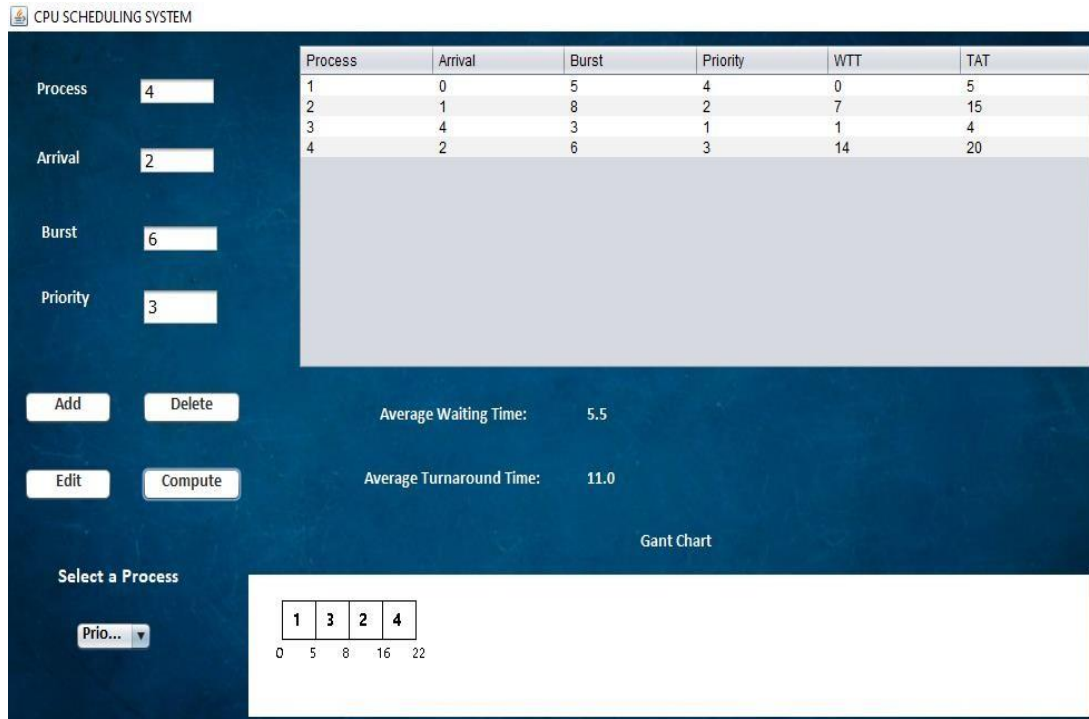 CPU SCHEDULING SYSTEM
Process 4
Arrival 2
Burst 6
Priority 3
Process Arrival Burst Priority WTT TAT
1 0 5 4 0 5
2 1 8 2 7 15
3 4 3 1 1 4
4 2 6 3 14 20
Add Delete
Edit Compute
Average Waiting Time: 5.5
Average Turnaround Time: 11.0
Select a Process
Prio...
Gant Chart
1 3 2 4
0 5 8 16 22